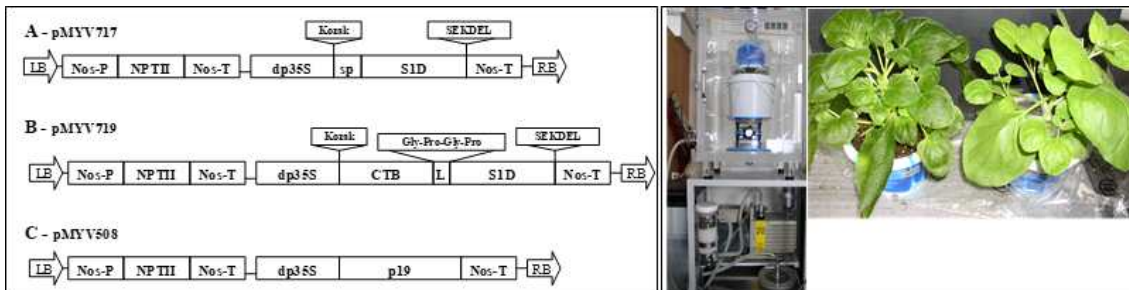 A - pMYV717
Kozak SEKDEL
LB Nos-P NPTII Nos-T dp35S sp S1D Nos-T RB
B - pMYV719
Kozak Gly-Pro-Gly-Pro SEKDEL
LB Nos-P NPTII Nos-T dp35S CTB L S1D Nos-T RB
C - pMYV508
LB Nos-P NPTII Nos-T dp35S p19 Nos-T RB